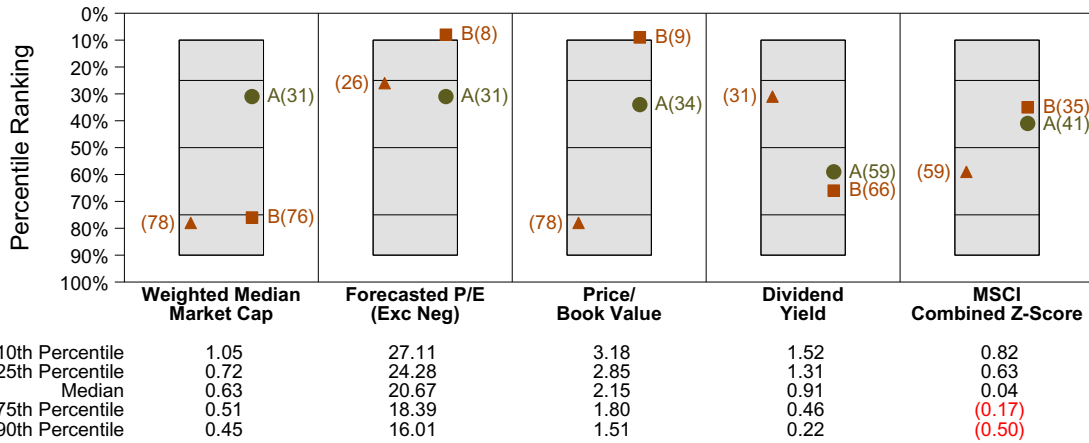 Percentile Ranking
0%
10%
20%
30%
40%
50%
60%
70%
80%
90%
100%
A(31)
(78)
B(76)
B(8)
(26)
A(31)
B(9)
A(34)
(78)
(31)
A(59)
B(66)
B(35)
A(41)
(59)
Weighted Median
Market Cap
Forecasted P/E
(Exc Neg)
Price/
Book Value
Dividend
Yield
MSCI
Combined Z-Score
10th Percentile 1.05 27.11 3.18 1.52 0.82
25th Percentile 0.72 24.28 2.85 1.31 0.63
Median 0.63 20.67 2.15 0.91 0.04
75th Percentile 0.51 18.39 1.80 0.46 (0.17)
90th Percentile 0.45 16.01 1.51 0.22 (0.50)